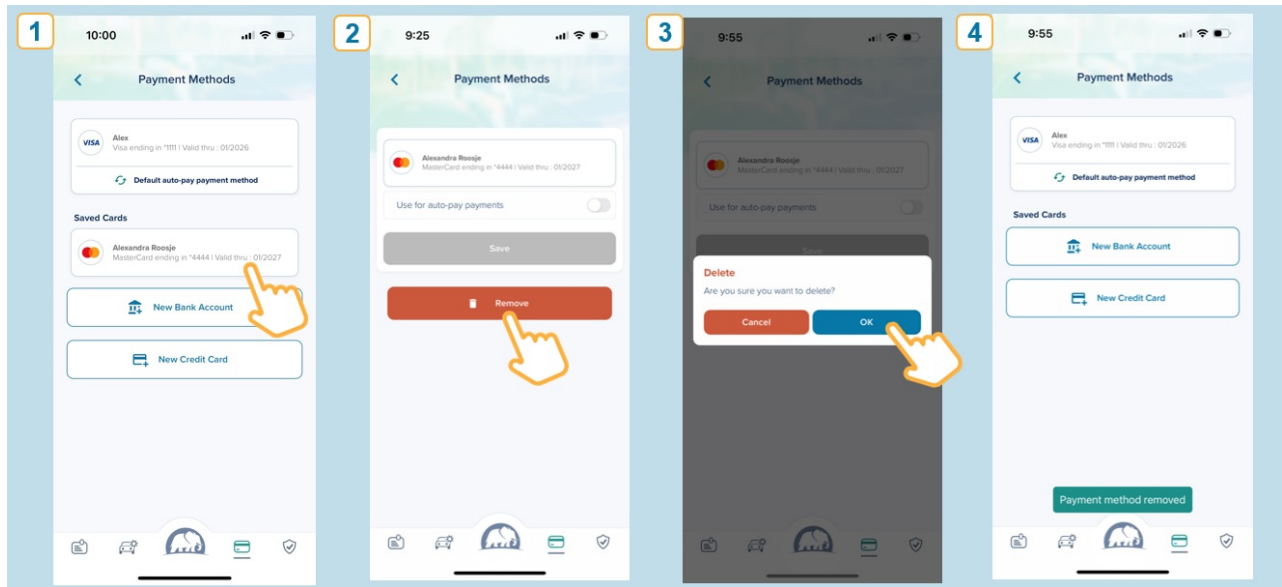 1
10:00
Payment Methods
VISA
Alex
Visa ending in *1111 | Valid thru : 01/2026
Default auto-pay payment method
Saved Cards
Alexandra Roosje
MasterCard ending in *4444 | Valid thru : 01/2027
New Bank Account
New Credit Card
2
9:25
Payment Methods
Alexandra Roosje
MasterCard ending in *4444 | Valid thru : 01/2027
Use for auto-pay payments
Save
Remove
3
9:55
Payment Methods
Alexandra Roosje
MasterCard ending in *4444 | Valid thru : 01/2027
Use for auto-pay payments
Save
Delete
Are you sure you want to delete?
Cancel
OK
4
9:55
Payment Methods
VISA
Alex
Visa ending in *1111 | Valid thru : 01/2026
Default auto-pay payment method
Saved Cards
New Bank Account
New Credit Card
Payment method removed